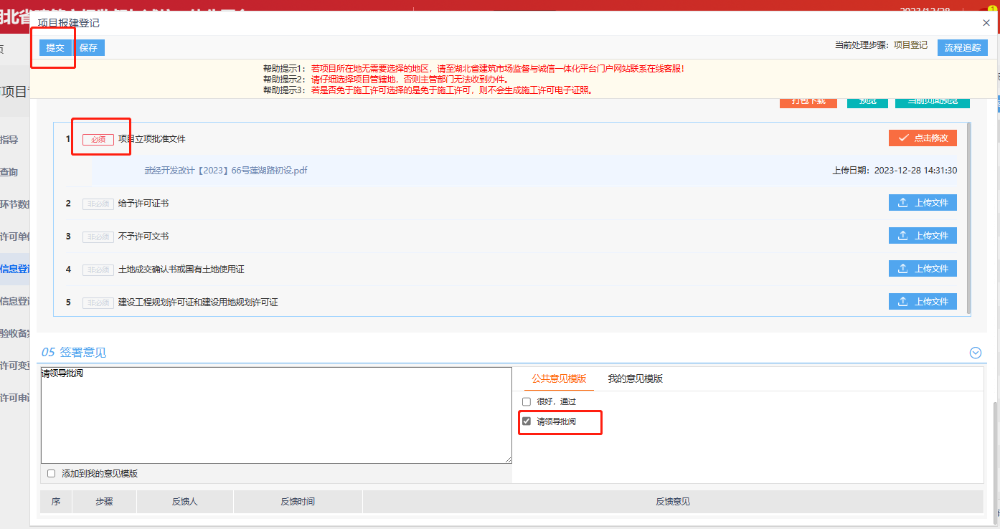 2023/12/28
1
项目报建登记
提交 保存
当前处理步骤：项目登记 流程追踪
帮助提示1：若项目所在地无需要选择的地区，请至湖北省建筑市场监督与诚信一体化平台门户网站联系在线客服！
帮助提示2：请仔细选择项目管辖地，否则主管部门无法收到办件。
帮助提示3：若是否免于施工许可选择的是免于施工许可，则不会生成施工许可电子证照。
打包下载 预览 当前页面预览
1 必须 项目立项批准文件 点击修改
武经开发改计【2023】66号莲湖路初设.pdf 上传日期：2023-12-28 14:31:30
2 非必须 给予许可证书 上传文件
3 非必须 不予许可文书 上传文件
4 非必须 土地成交确认书或国有土地使用证 上传文件
5 非必须 建设工程规划许可证和建设用地规划许可证 上传文件
05 签署意见
请领导批阅
公共意见模版 我的意见模版
很好，通过
请领导批阅
添加到我的意见模版
序 步骤 反馈人 反馈时间 反馈意见
项目
指导
查询
环节数
许可单
信息登
信息登
验收备
许可变
许可申